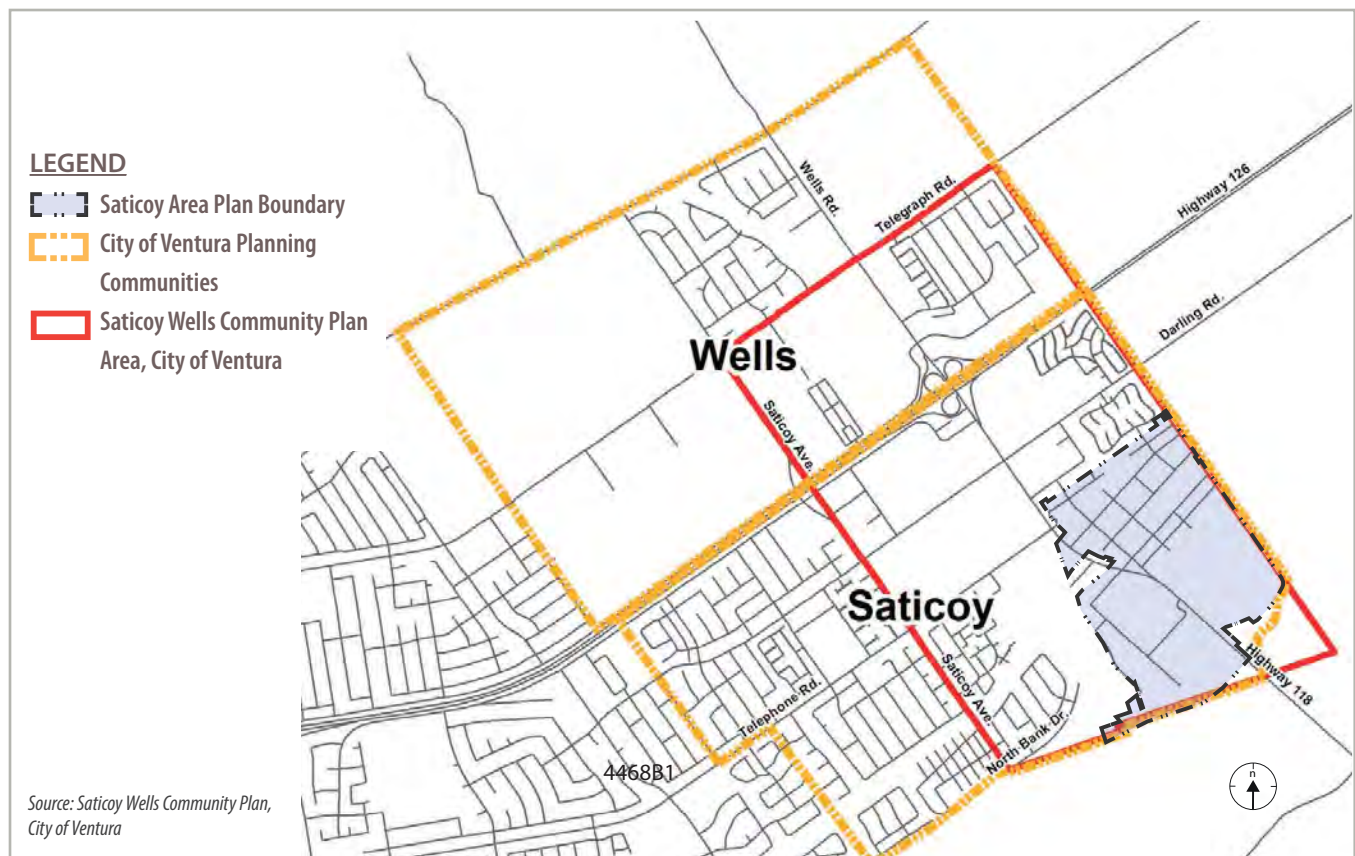 LEGEND
Saticoy Area Plan Boundary
City of Ventura Planning
Communities
Saticoy Wells Community Plan
Area, City of Ventura
Wells Rd.
Telegraph Rd.
Highway 126
Darling Rd.
Wells
Saticoy Ave.
Saticoy
Saticoy Ave.
Highway 118
Telephone Rd.
North Bank Dr.
4468B1
n
Source: Saticoy Wells Community Plan,
City of Ventura